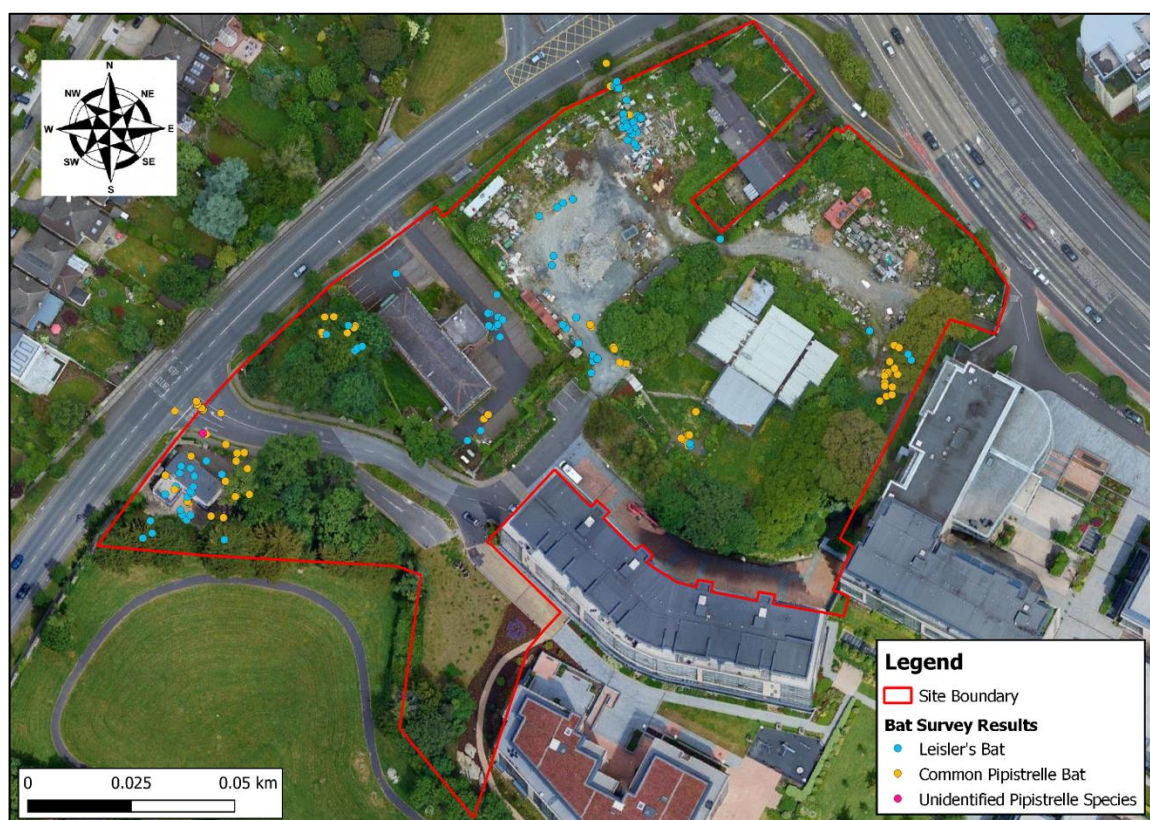 N
NW NE
W E
SW SE
S
0 0.025 0.05 km
Legend
Site Boundary
Bat Survey Results
Leisler's Bat
Common Pipistrelle Bat
Unidentified Pipistrelle Species